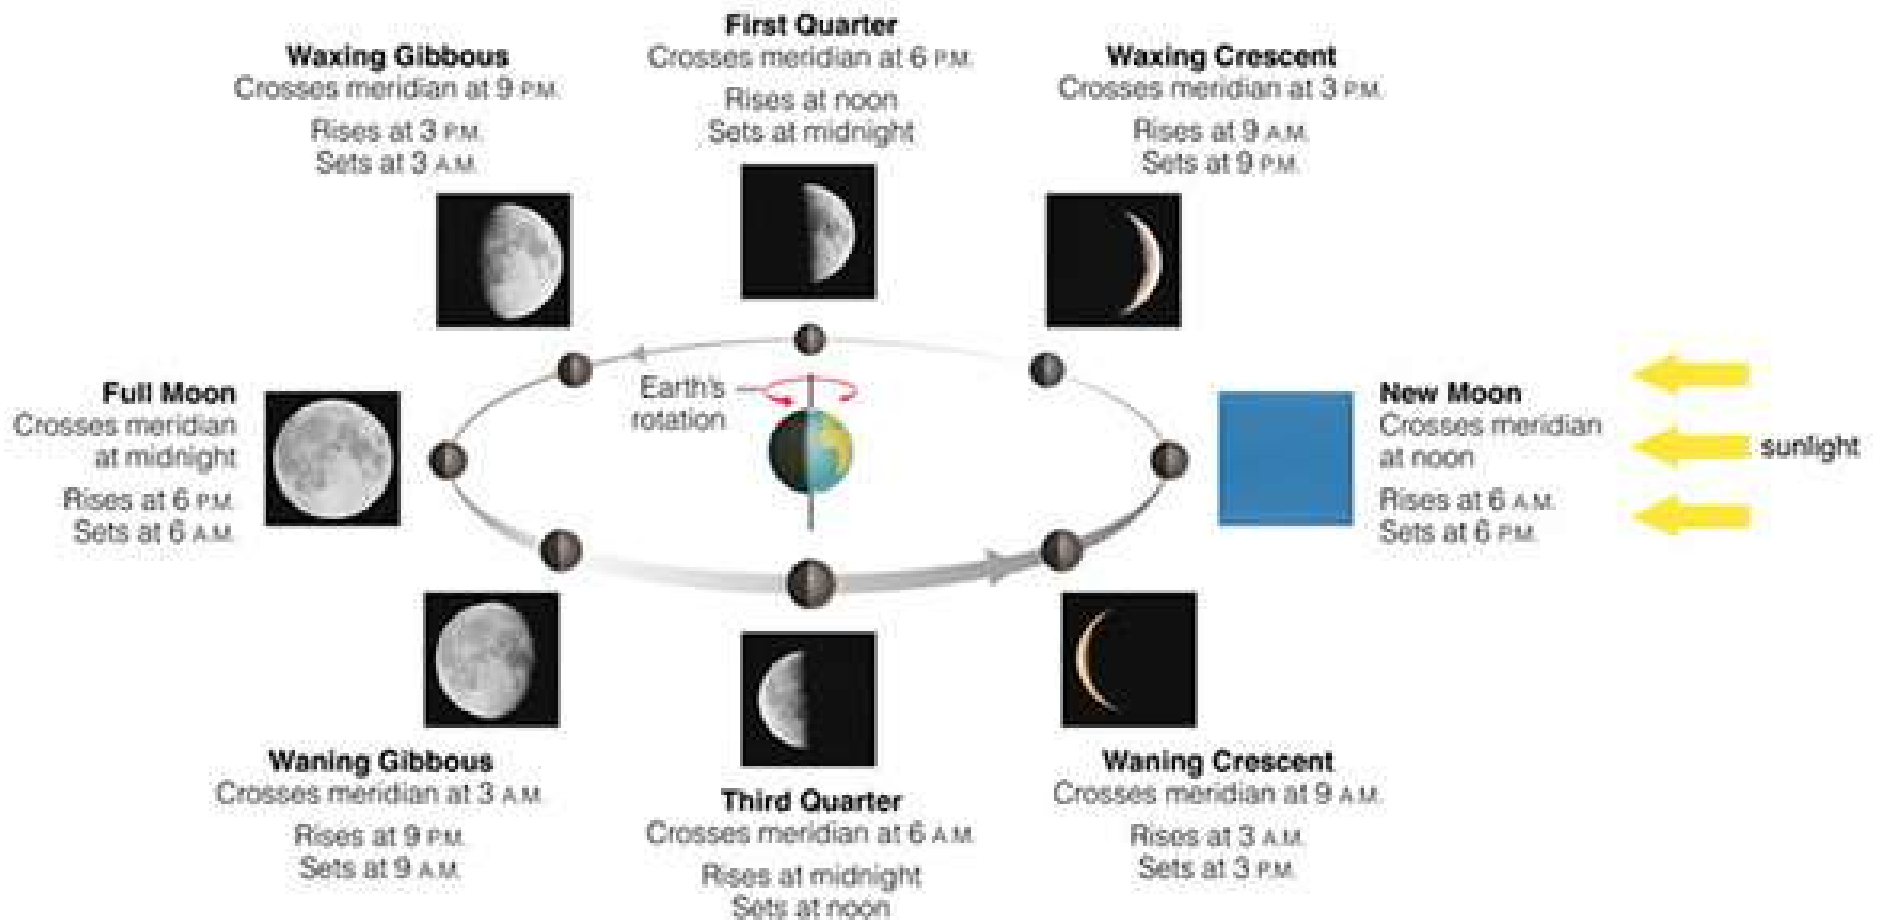 First Quarter
Crosses meridian at 6 P.M.
Rises at noon
Sets at midnight
Waxing Gibbous
Crosses meridian at 9 P.M.
Rises at 3 P.M.
Sets at 3 A.M.
Waxing Crescent
Crosses meridian at 3 P.M.
Rises at 9 A.M.
Sets at 9 P.M.
Full Moon
Crosses meridian
at midnight
Rises at 6 P.M.
Sets at 6 A.M.
Earth's
rotation
New Moon
Crosses meridian
at noon
Rises at 6 A.M.
Sets at 6 P.M.
sunlight
Waning Gibbous
Crosses meridian at 3 A.M.
Rises at 9 P.M.
Sets at 9 A.M.
Third Quarter
Crosses meridian at 6 A.M.
Rises at midnight
Sets at noon
Waning Crescent
Crosses meridian at 9 A.M.
Rises at 3 A.M.
Sets at 3 P.M.